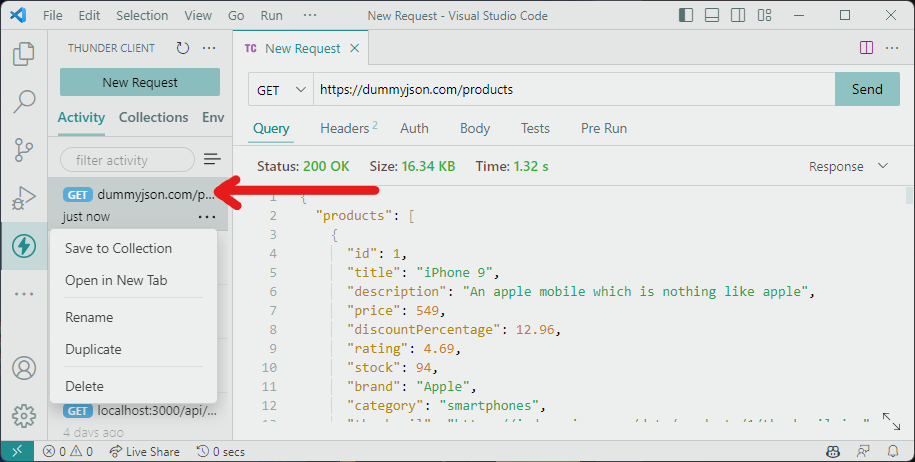 File Edit Selection View Go Run ··· New Request - Visual Studio Code
THUNDER CLIENT ···
New Request
Activity Collections Env
filter activity
GET dummyjson.com/p...
just now ···
Save to Collection
Open in New Tab
Rename
Duplicate
Delete
GET localhost:3000/api/...
4 days ago
TC New Request ···
GET https://dummyjson.com/products Send
Query Headers 2 Auth Body Tests Pre Run
Status: 200 OK Size: 16.34 KB Time: 1.32 s Response
1 {
2 "products": [
3 {
4 "id": 1,
5 "title": "iPhone 9",
6 "description": "An apple mobile which is nothing like apple",
7 "price": 549,
8 "discountPercentage": 12.96,
9 "rating": 4.69,
10 "stock": 94,
11 "brand": "Apple",
12 "category": "smartphones",
0 0 Live Share 0 secs